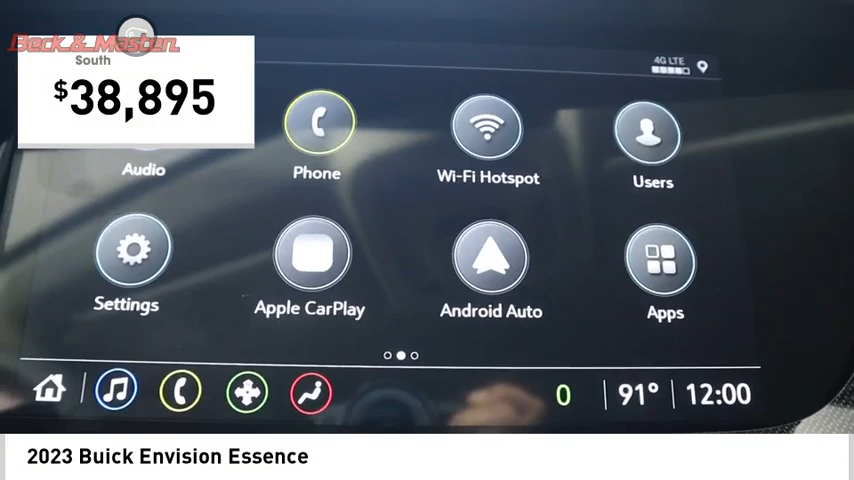 Beck & Masten
South
$38,895
4G LTE
Audio
Phone
Wi-Fi Hotspot
Users
Settings
Apple CarPlay
Android Auto
Apps
0 91° 12:00
2023 Buick Envision Essence